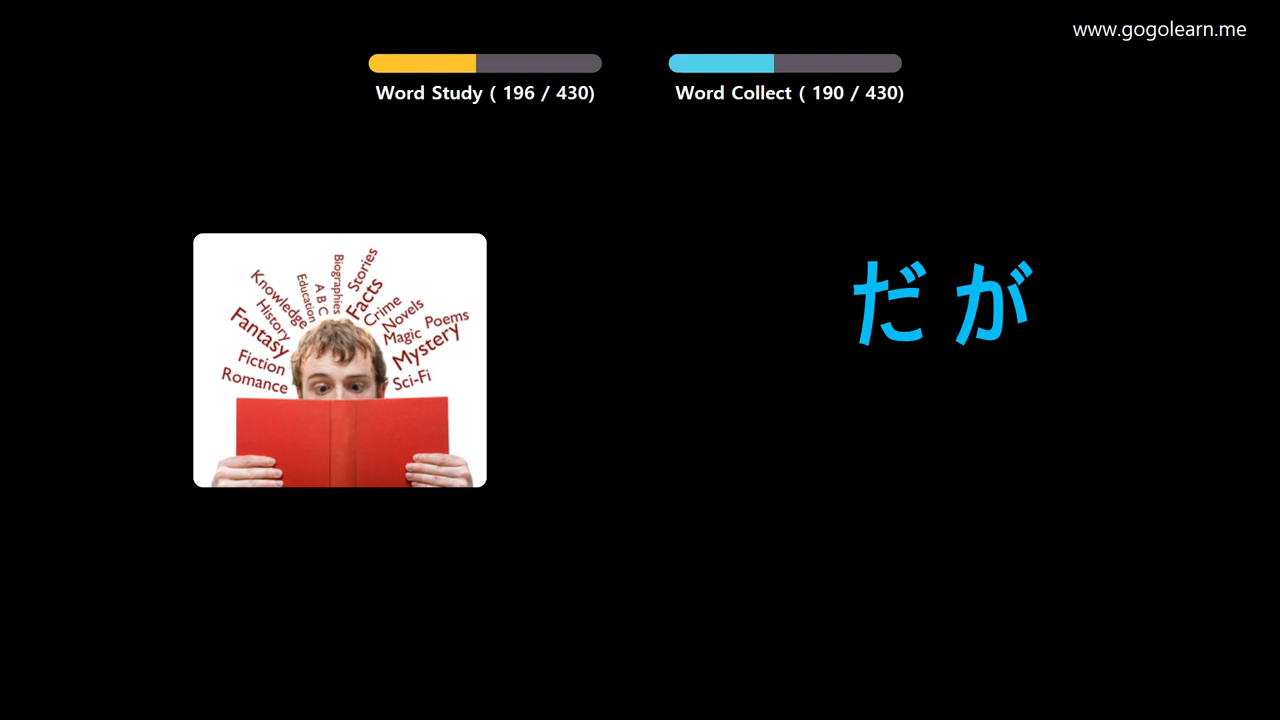 www.gogolearn.me
Word Study ( 196 / 430)
Word Collect ( 190 / 430)
だが
Knowledge
History
Fantasy
Fiction
Romance
Education
A B C
Biographies
Stories
Facts
Crime
Novels
Magic
Poems
Mystery
Sci-Fi